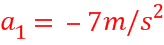 a₁ = − 7m/s²